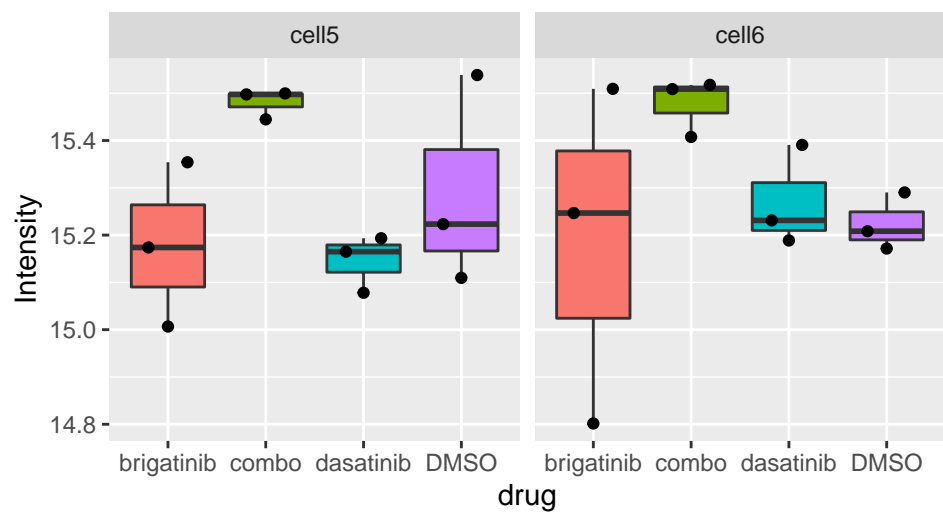 cell5 cell6
Intensity
15.4
15.2
15.0
14.8
brigatinib combo dasatinib DMSO brigatinib combo dasatinib DMSO
drug